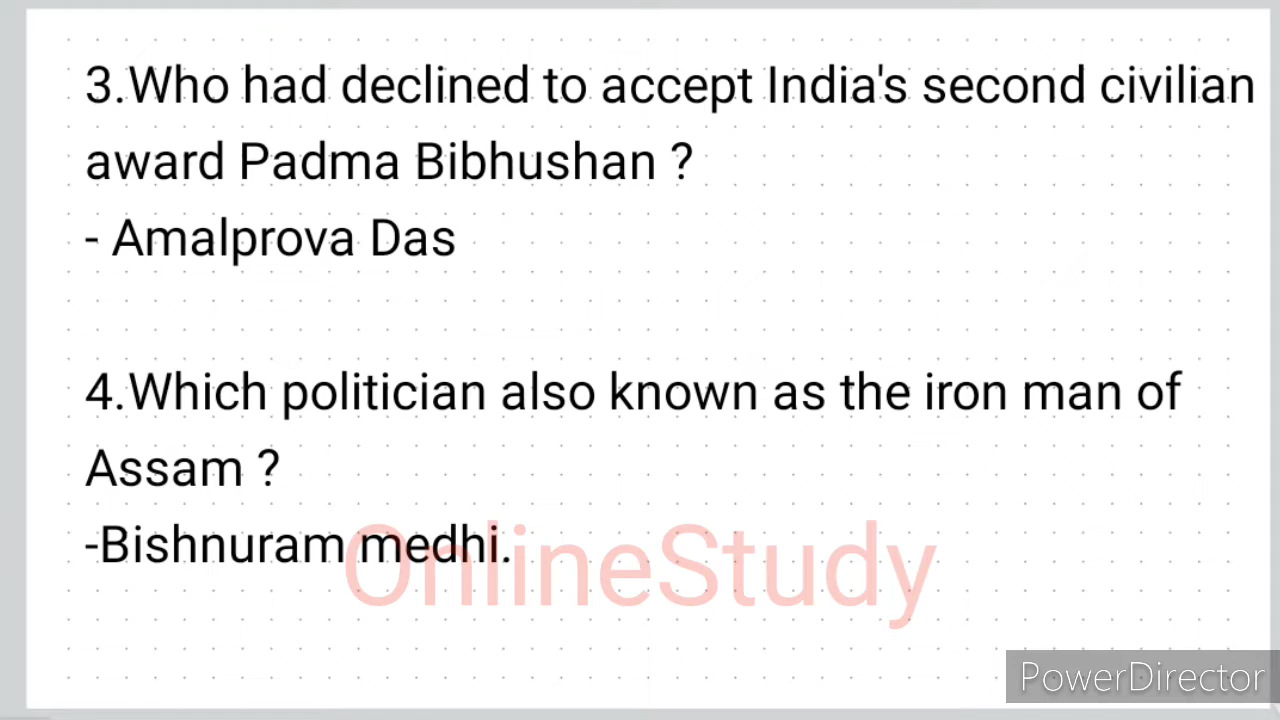 3.Who had declined to accept India's second civilian
award Padma Bibhushan ?
- Amalprova Das
4.Which politician also known as the iron man of
Assam ?
-Bishnuram medhi.
OnlineStudy
PowerDirector